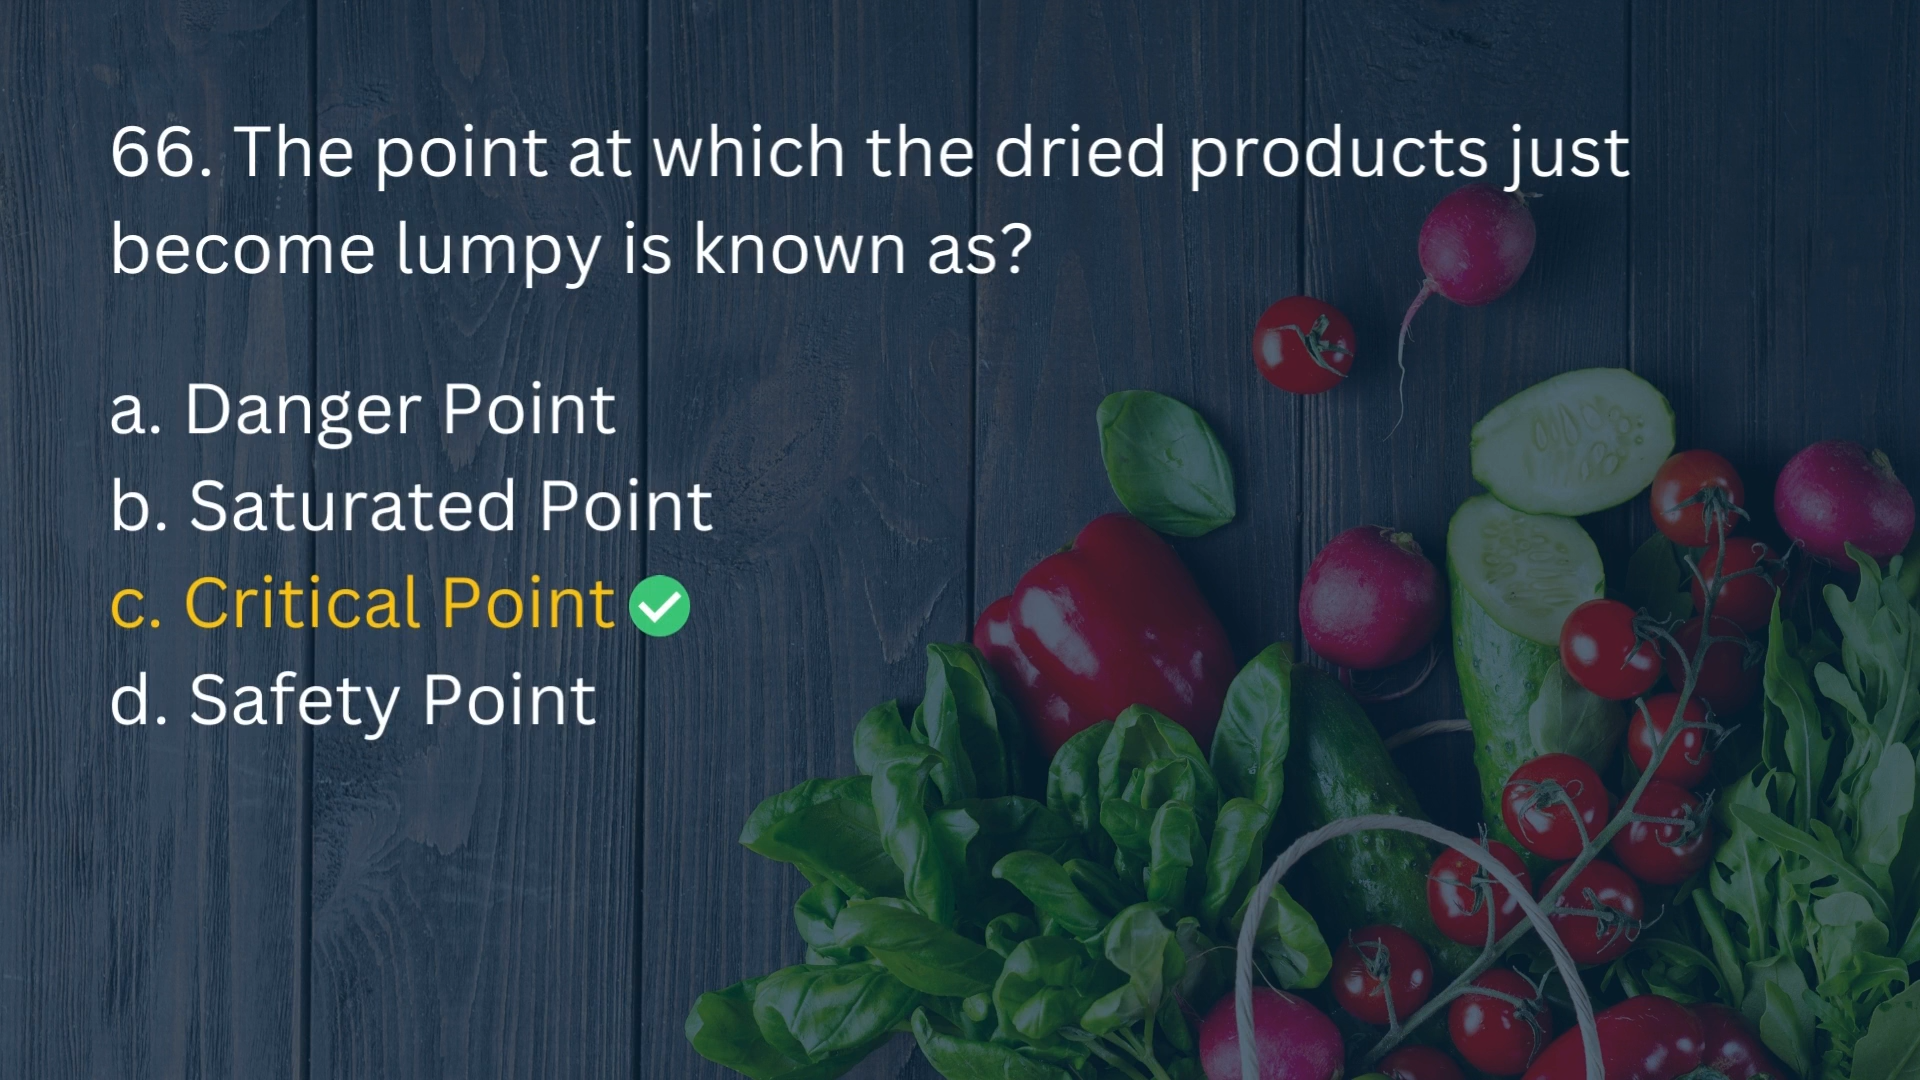 66. The point at which the dried products just
become lumpy is known as?
a. Danger Point
b. Saturated Point
c. Critical Point
d. Safety Point